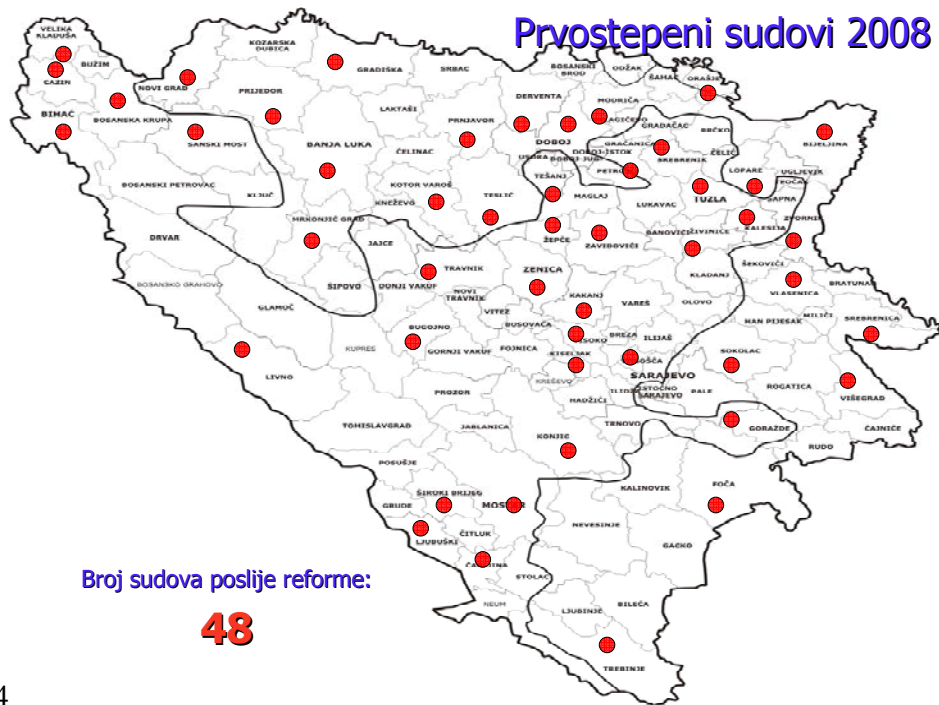 Prvostepeni sudovi 2008
VELIKA
KLADUŠA
BUŽIM
CAZIN
BIHAĆ
BOSANSKA KRUPA
NOVI GRAD
KOZARSKA
DUBICA
GRADIŠKA
SRBAC
PRIJEDOR
LAKTAŠI
DERVENTA
BOSANSKI
BROD
ODŽAK
ŠAMAC
ORAŠJE
MODRIČA
GRADAČAC
BRČKO
BIJELJINA
SANSKI MOST
BANJA LUKA
ČELINAC
PRNJAVOR
DOBOJ
DOBOJ-ISTOK
DOBOJ JUG
GRAČANICA
SREBRENIK
ČELIĆ
LOPARE
UGLJEVIK
USORA
TEŠANJ
MAGLAJ
LUKAVAC
TUZLA
SAPNA
ZVORNIK
BOSANSKI PETROVAC
KLJUČ
KOTOR VAROŠ
KNEŽEVO
TESLIĆ
MRKONJIĆ GRAD
JAJCE
ŽEPČE
ZAVIDOVIĆI
BANOVIĆI
ŽIVINICE
KALESIJA
DRVAR
ŠIPOVO
DONJI VAKUF
TRAVNIK
ZENICA
KLADANJ
ŠEKOVIĆI
VLASENICA
BRATUNAC
BOSANSKO GRAHOVO
GLAMOČ
NOVI
TRAVNIK
VITEZ
BUSOVAČA
KAKANJ
VAREŠ
OLOVO
HAN PIJESAK
MILIĆI
SREBRENICA
KUPRES
BUGOJNO
GORNJI VAKUF
FOJNICA
KISELJAK
BREZA
ILIJAŠ
SOKOLAC
LIVNO
KREŠEVO
SARAJEVO
ISTOČNO
SARAJEVO
PALE
ROGATICA
VIŠEGRAD
PROZOR
HADŽIĆI
TRNOVO
GORAŽDE
ČAJNIČE
RUDO
TOMISLAVGRAD
JABLANICA
KONJIC
POSUŠJE
KALINOVIK
FOČA
ŠIROKI BRIJEG
GRUDE
NEVESINJE
GACKO
LJUBUŠKI
ČITLUK
STOLAC
NEUM
LJUBINJE
BILEĆA
TREBINJE
Broj sudova poslije reforme:
48
4